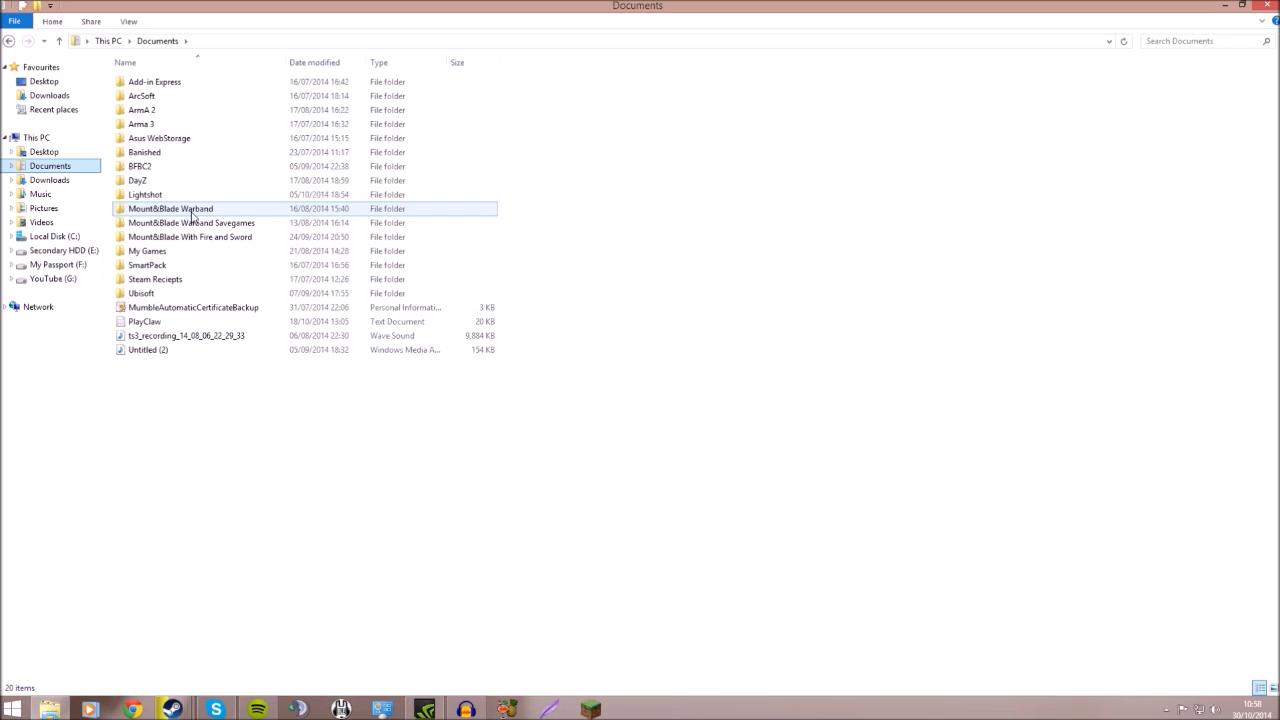 Documents
File Home Share View
This PC Documents Search Documents
Name Date modified Type Size
Favourites
Desktop
Downloads
Recent places
This PC
Desktop
Documents
Downloads
Music
Pictures
Videos
Local Disk (C:)
Secondary HDD (E:)
My Passport (F:)
YouTube (G:)
Network
Add-in Express 16/07/2014 16:42 File folder
ArcSoft 16/07/2014 18:14 File folder
ArmA 2 17/08/2014 16:22 File folder
Arma 3 17/07/2014 16:32 File folder
Asus WebStorage 16/07/2014 15:15 File folder
Banished 23/07/2014 11:17 File folder
BFBC2 05/09/2014 22:38 File folder
DayZ 17/08/2014 18:59 File folder
Lightshot 05/10/2014 18:54 File folder
Mount&Blade Warband 16/08/2014 15:40 File folder
Mount&Blade Warband Savegames 13/08/2014 16:14 File folder
Mount&Blade With Fire and Sword 24/09/2014 20:50 File folder
My Games 21/08/2014 14:28 File folder
SmartPack 16/07/2014 16:56 File folder
Steam Reciepts 17/07/2014 12:26 File folder
Ubisoft 07/09/2014 17:55 File folder
MumbleAutomaticCertificateBackup 31/07/2014 22:06 Personal Informati... 3 KB
PlayClaw 18/10/2014 13:05 Text Document 20 KB
ts3_recording_14_08_06_22_29_33 06/08/2014 22:30 Wave Sound 9,884 KB
Untitled (2) 05/09/2014 18:32 Windows Media A... 154 KB
20 items
10:58
30/10/2014